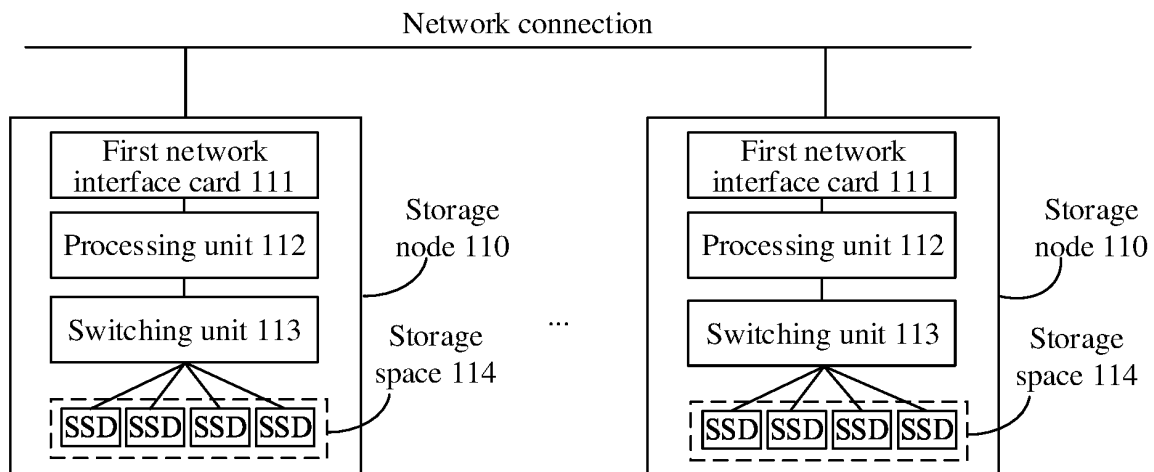 Network connection
First network
interface card 111
Processing unit 112
Switching unit 113
SSD SSD SSD SSD
Storage
node 110
Storage
space 114
...
First network
interface card 111
Processing unit 112
Switching unit 113
SSD SSD SSD SSD
Storage
node 110
Storage
space 114